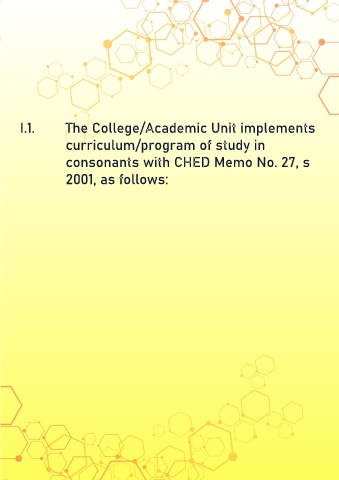 I.1. The College/Academic Unit implements
curriculum/program of study in
consonants with CHED Memo No. 27, s
2001, as follows: